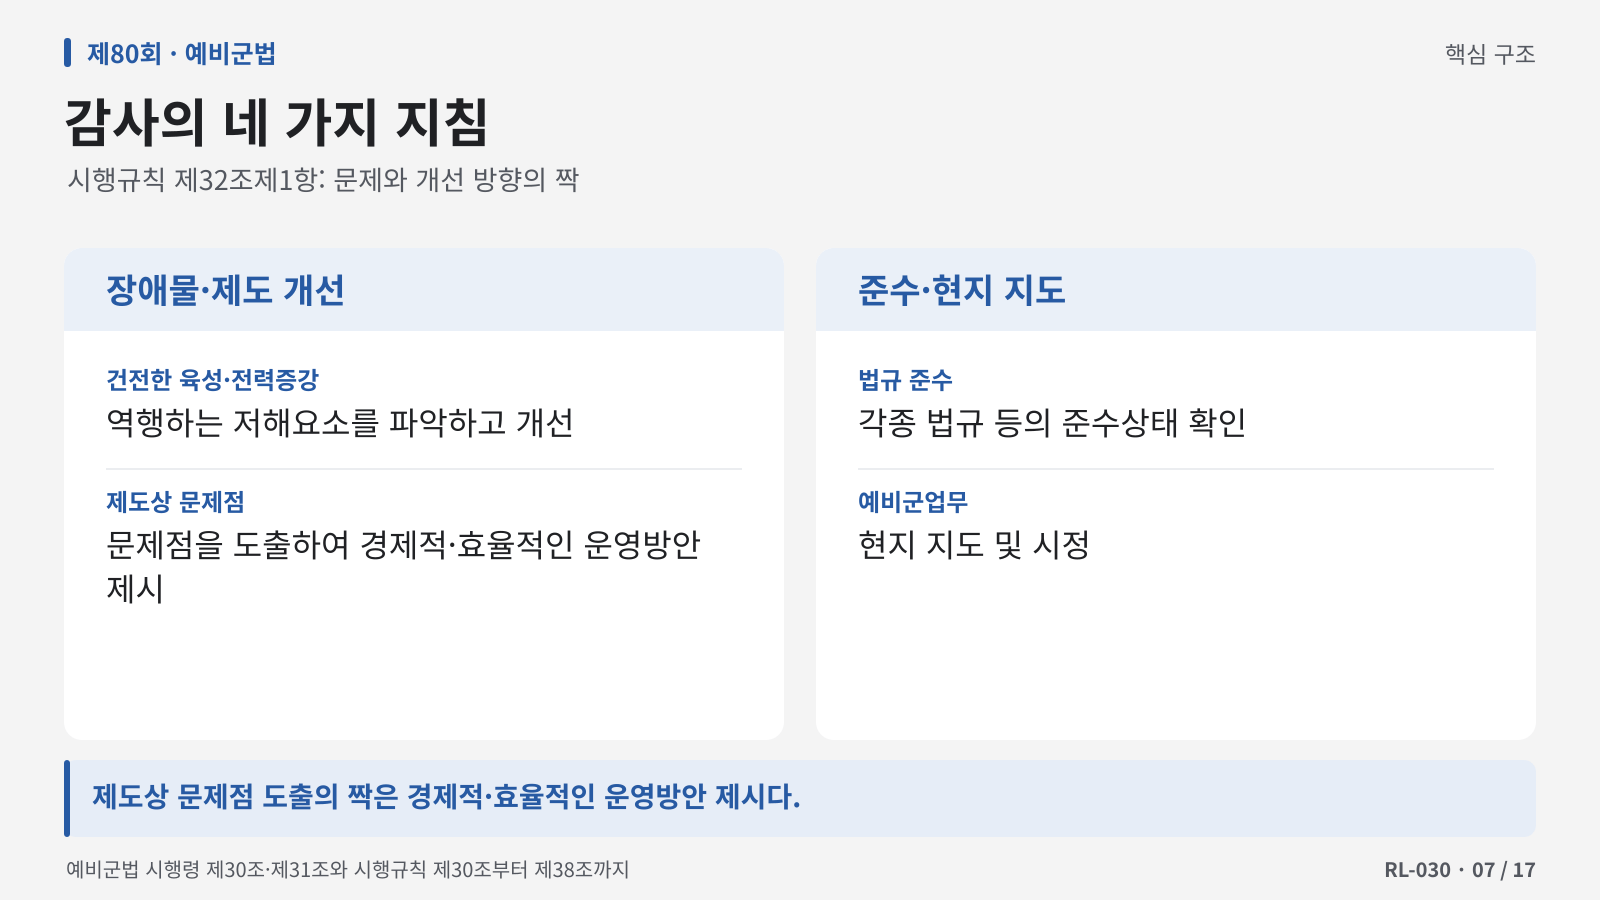 제80회 · 예비군법
핵심 구조
감사의 네 가지 지침
시행규칙 제32조제1항: 문제와 개선 방향의 짝
장애물·제도 개선
건전한 육성·전력증강
역행하는 저해요소를 파악하고 개선
제도상 문제점
문제점을 도출하여 경제적·효율적인 운영방안
제시
준수·현지 지도
법규 준수
각종 법규 등의 준수상태 확인
예비군업무
현지 지도 및 시정
제도상 문제점 도출의 짝은 경제적·효율적인 운영방안 제시다.
예비군법 시행령 제30조·제31조와 시행규칙 제30조부터 제38조까지
RL-030 · 07 / 17